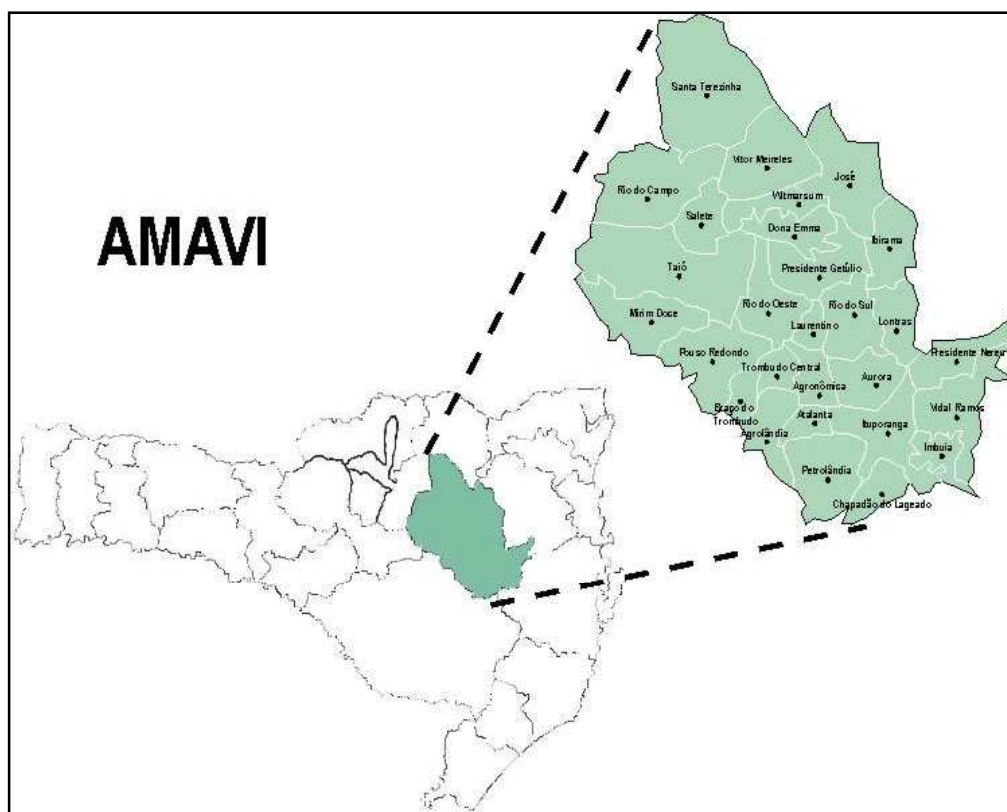 AMAVI
Santa Terezinha
Vitor Meireles
José
Rio do Campo
Witmarsum
Salete
Dona Emma
Ibirama
Taió
Presidente Getúlio
Rio do Oeste
Rio do Sul
Mirim Doce
Laurentino
Lontras
Pouso Redondo
Presidente Nereu
Trombudo Central
Aurora
Agronômica
Braço do
Trombudo
Atalanta
Vidal Ramos
Agrolândia
Ituporanga
Imbuia
Petrolândia
Chapadão do Lageado